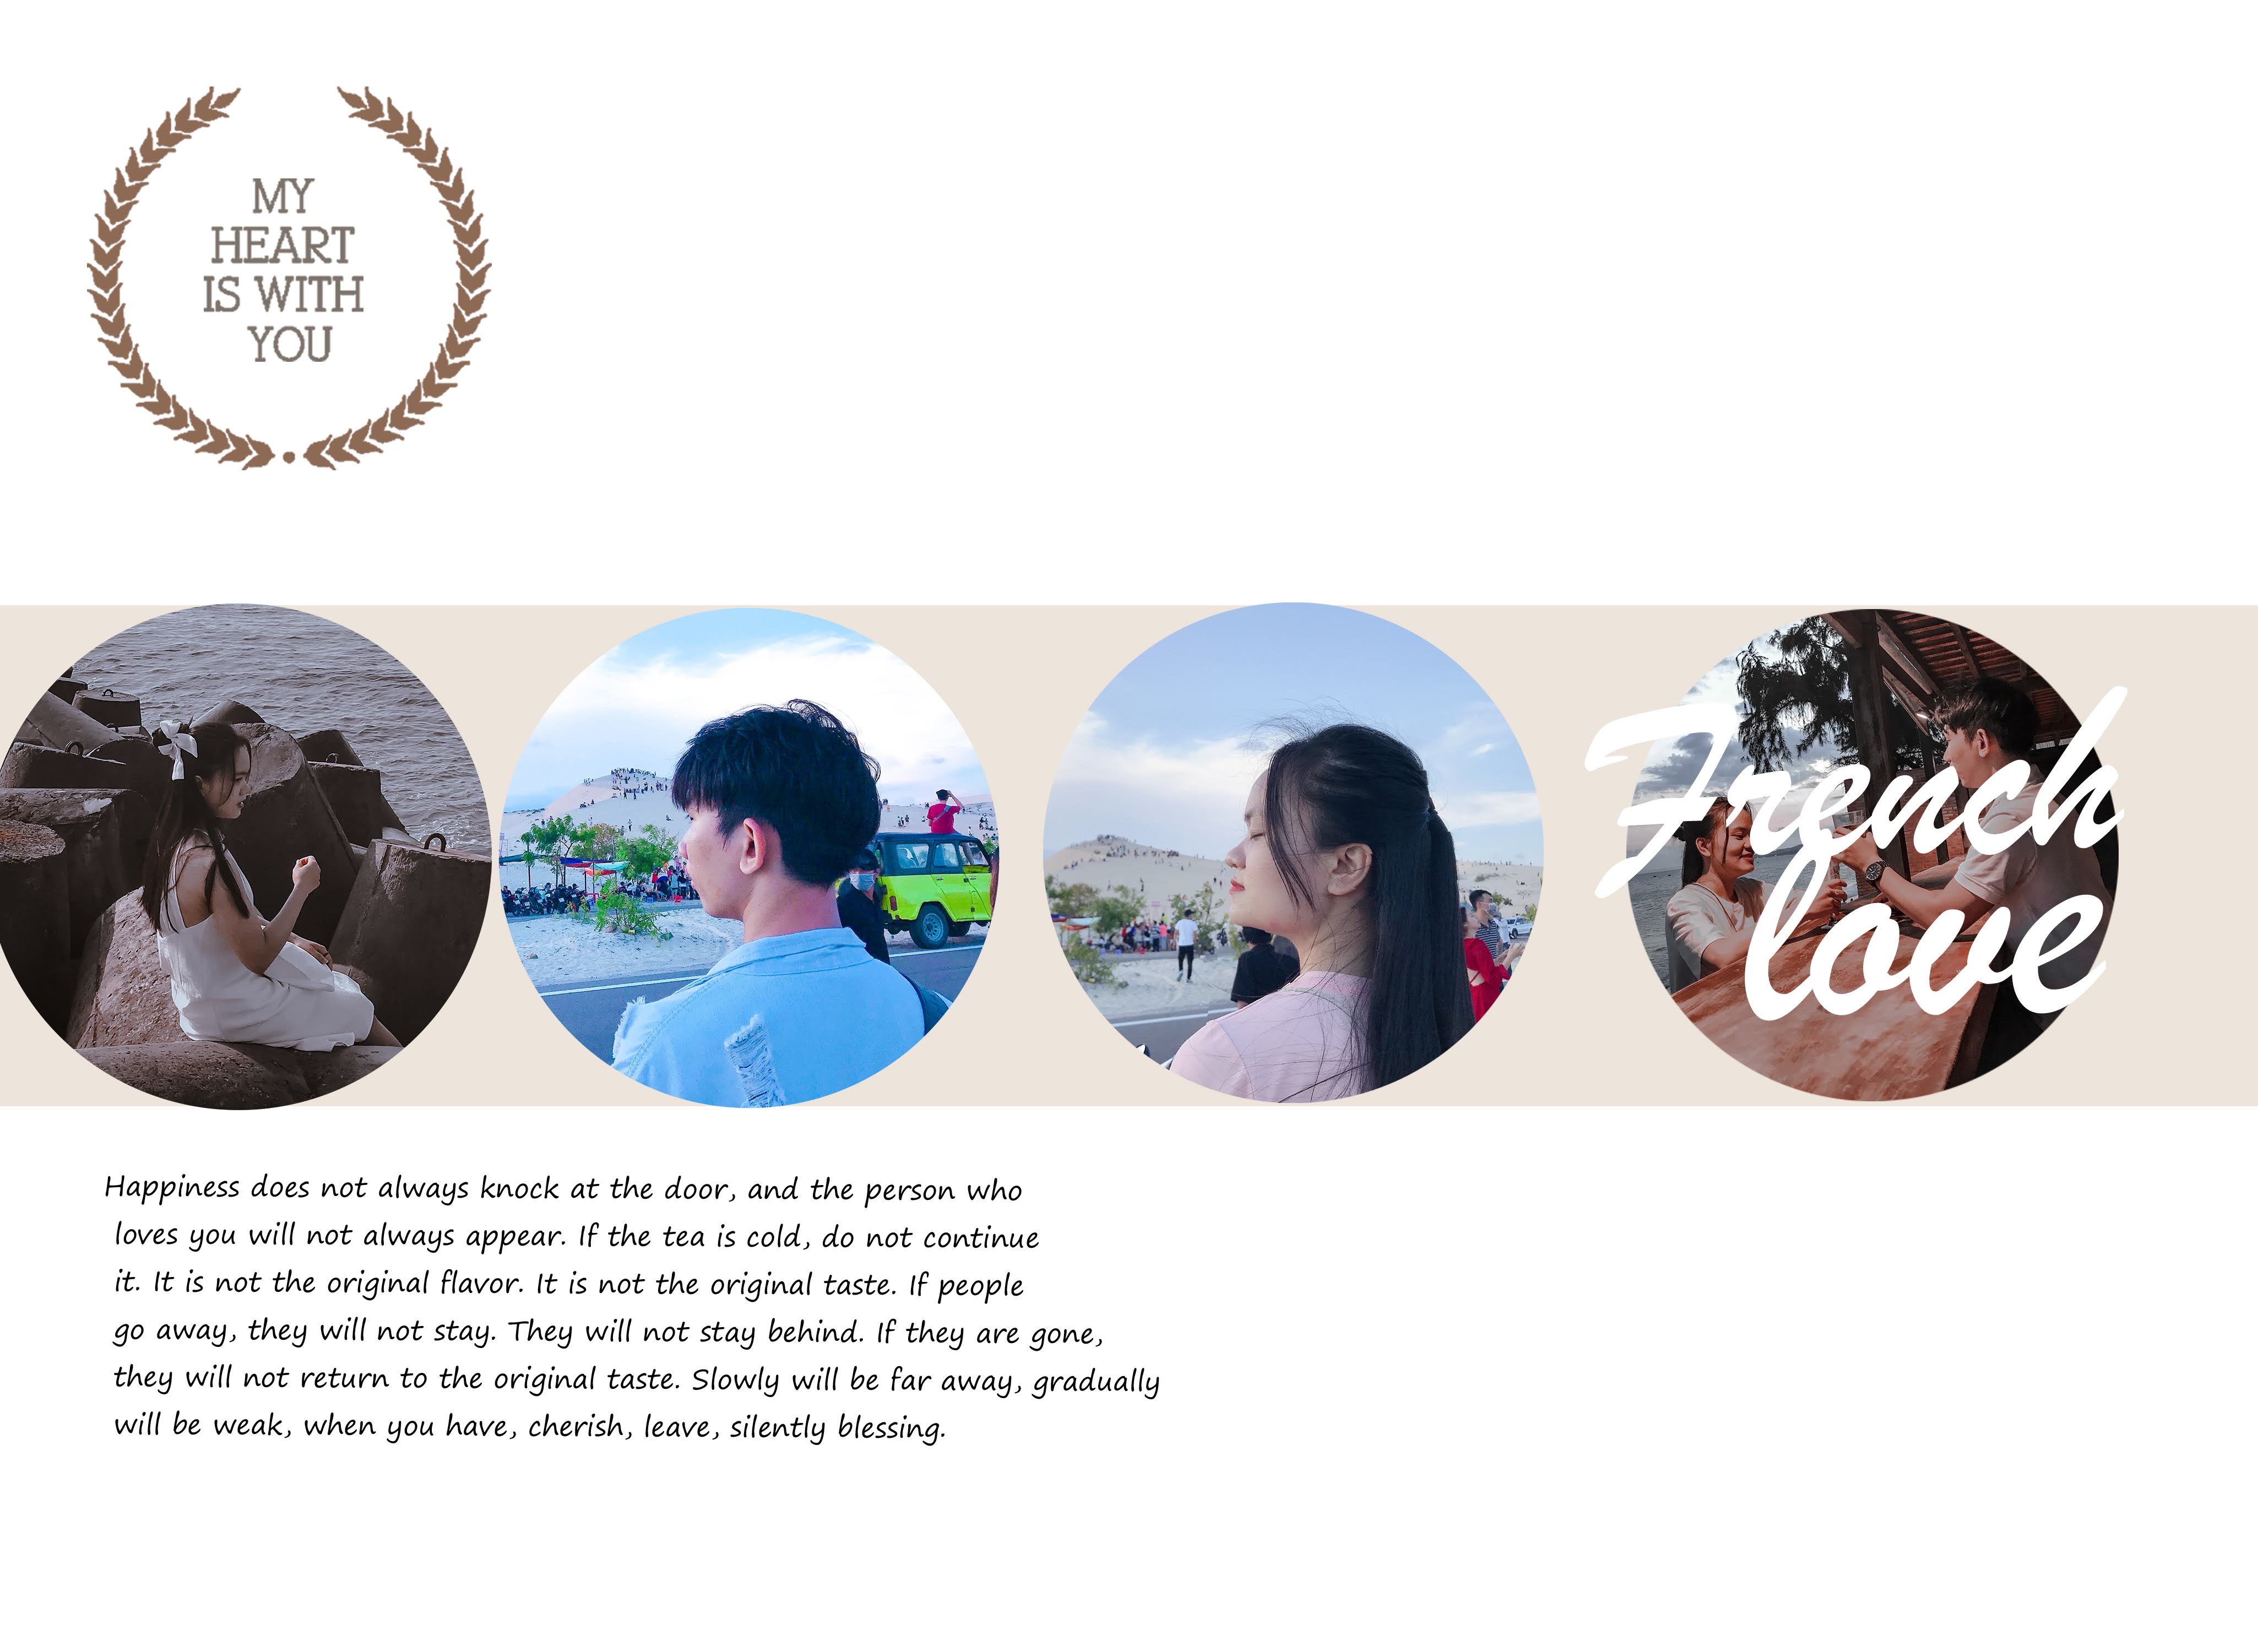 MY
HEART
IS WITH
YOU
French
love
Happiness does not always knock at the door, and the person who
loves you will not always appear. If the tea is cold, do not continue
it. It is not the original flavor. It is not the original taste. If people
go away, they will not stay. They will not stay behind. If they are gone,
they will not return to the original taste. Slowly will be far away, gradually
will be weak, when you have, cherish, leave, silently blessing.